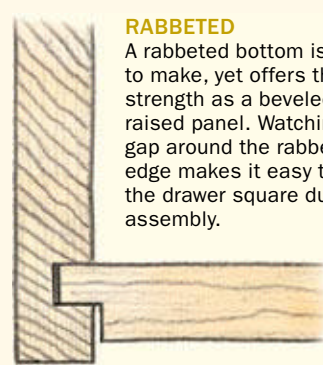 RABBETED
A rabbeted bottom is
to make, yet offers
strength as a
raised panel.
gap around the
edge makes it easy
the drawer square
assembly.